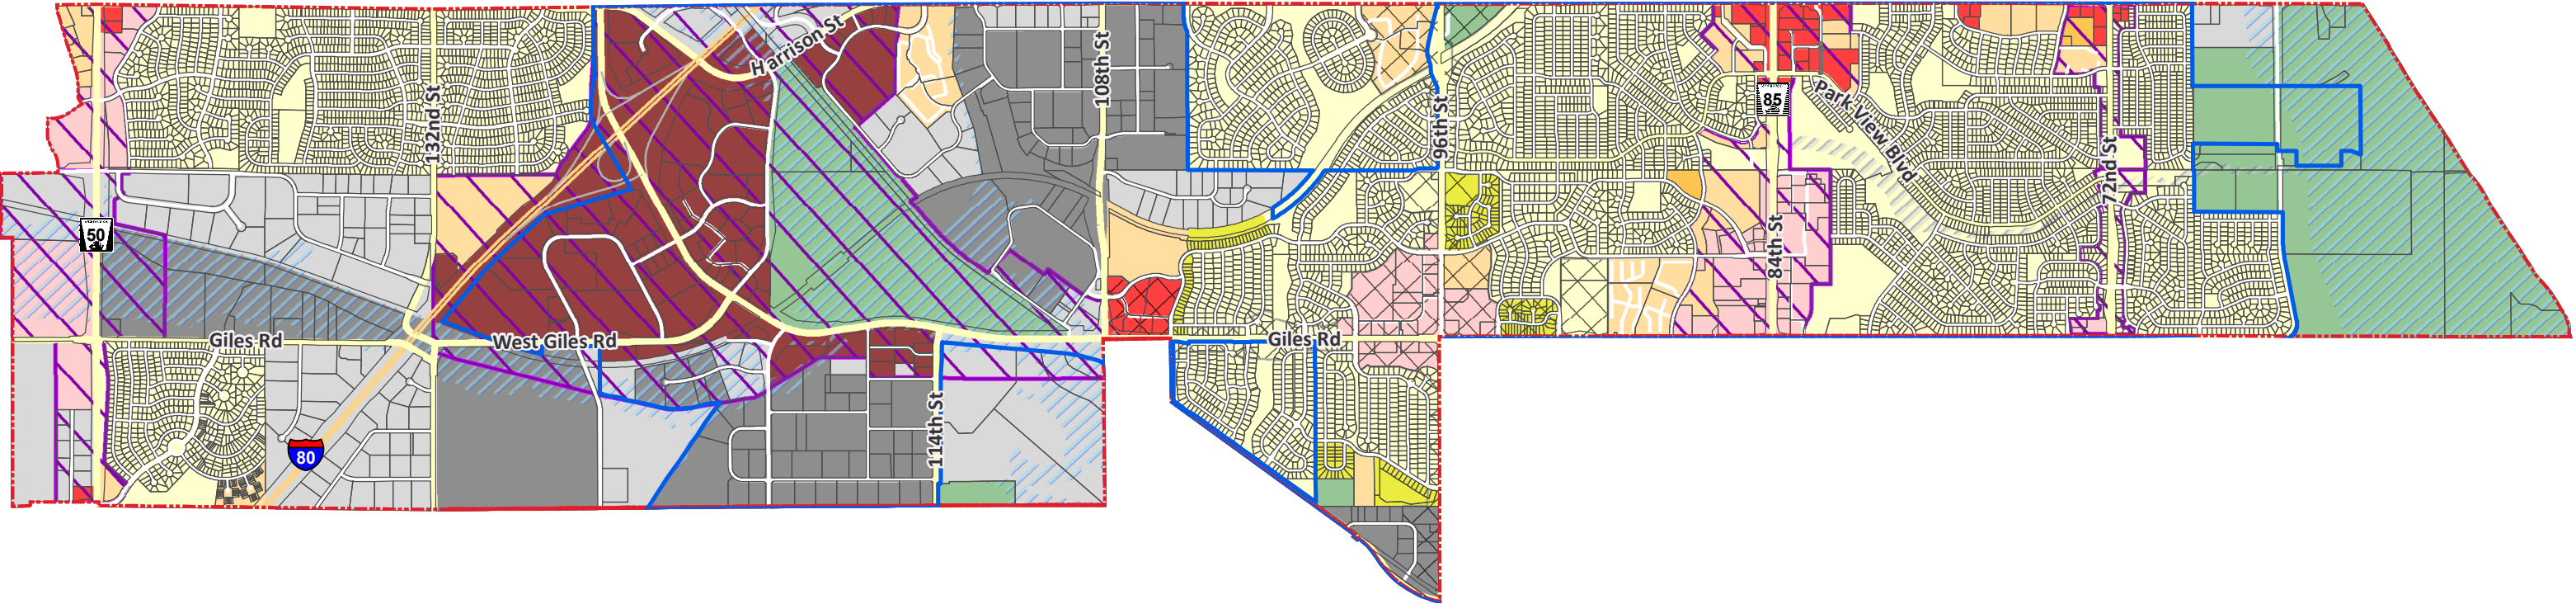 Harrison St
108th St
132nd St
96th St
85
Park View Blvd
72nd St
50
84th St
Giles Rd
West Giles Rd
Giles Rd
114th St
80